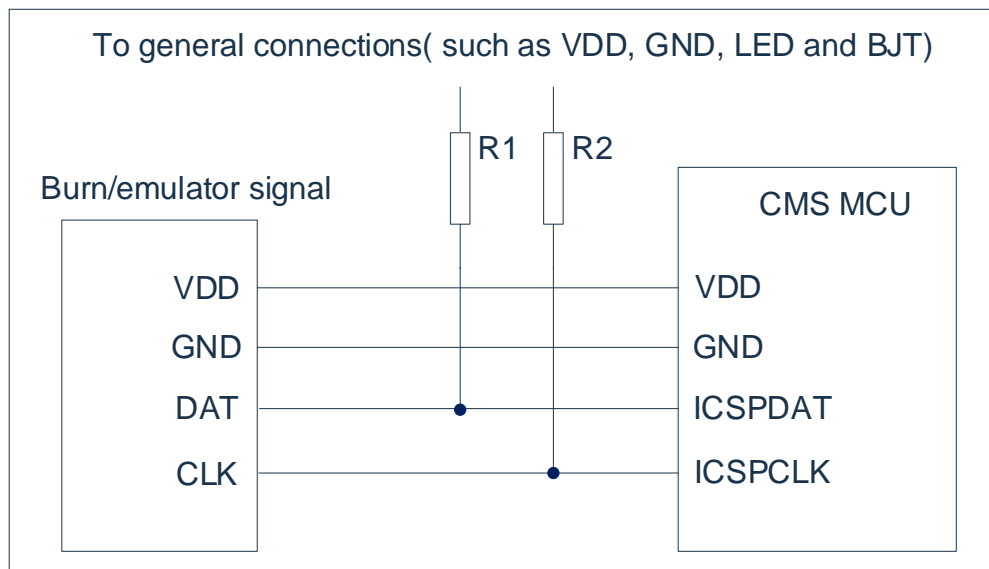 To general connections( such as VDD, GND, LED and BJT)
R1
R2
Burn/emulator signal
CMS MCU
VDD
VDD
GND
GND
DAT
ICSPDAT
CLK
ICSPCLK